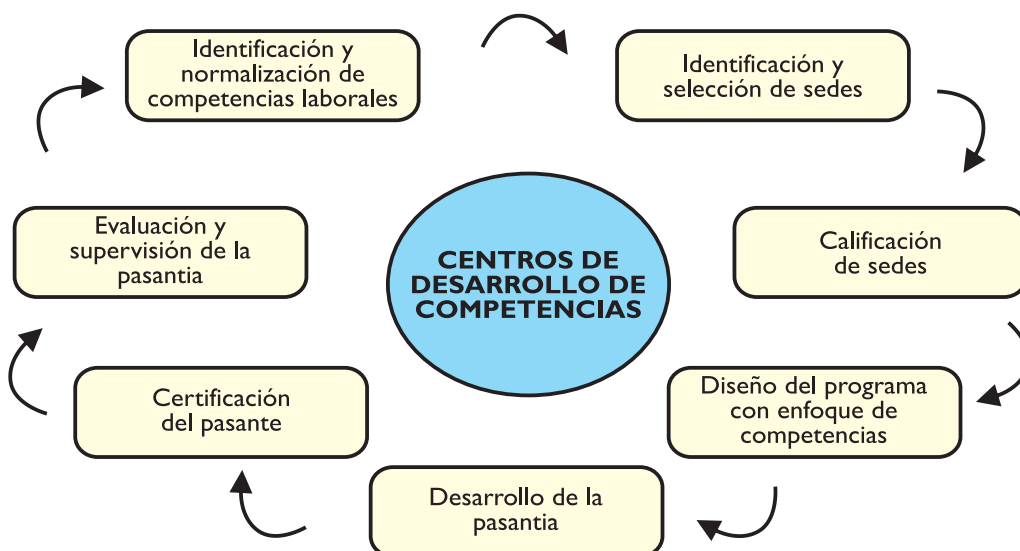 Identificación y
normalización de
competencias laborales
Identificación y
selección de sedes
Calificación
de sedes
Diseño del programa
con enfoque de
competencias
Desarrollo de la
pasantia
Certificación
del pasante
Evaluación y
supervisión de la
pasantia
CENTROS DE
DESARROLLO DE
COMPETENCIAS